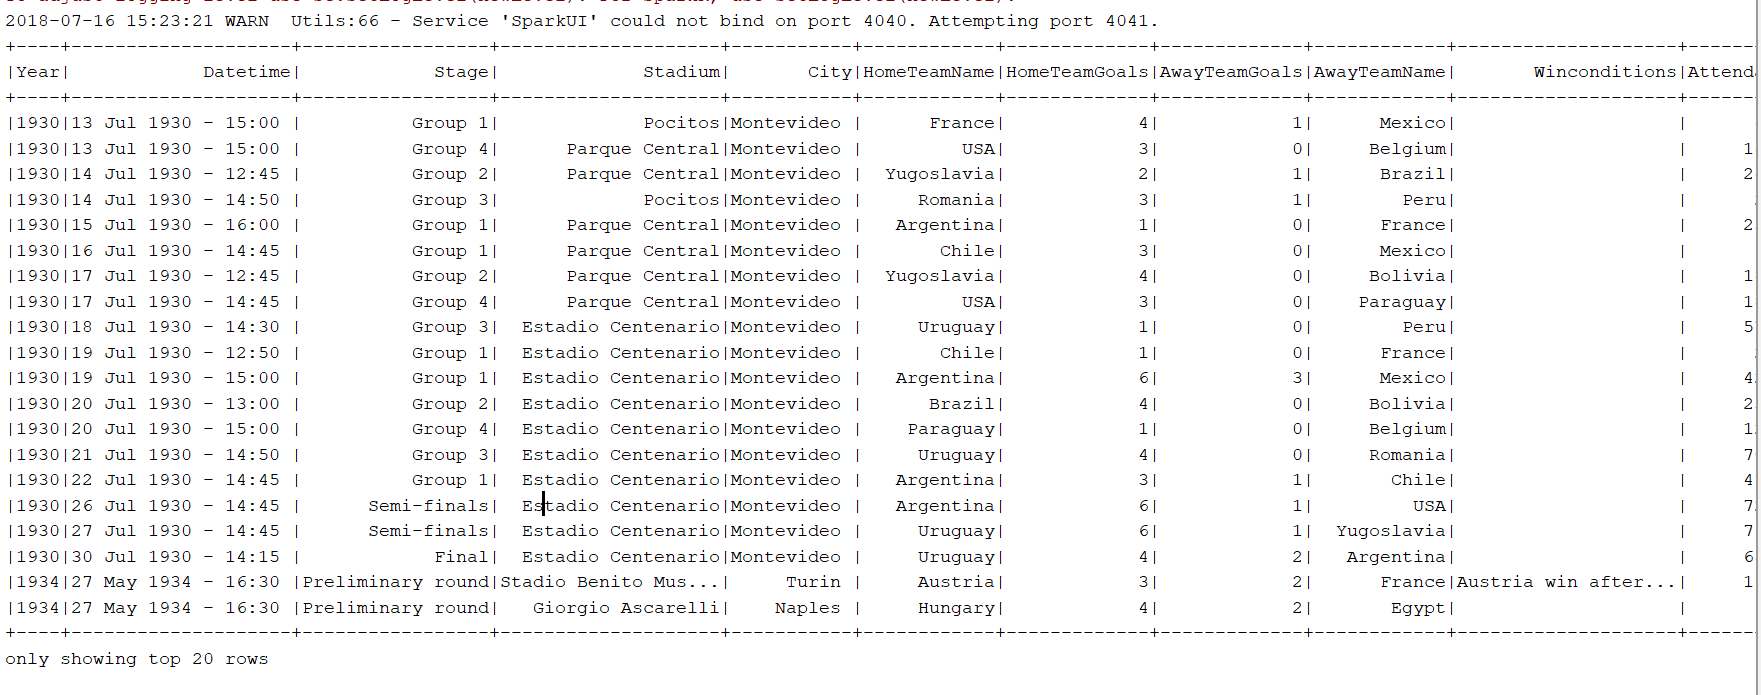 2018-07-16 15:23:21 WARN  Utils:66 - Service 'SparkUI' could not bind on port 4040. Attempting port 4041.
+----+--------------------+-----------------+--------------------+-----------+------------+-------------+-------------+------------+--------------------+------
|Year|            Datetime|            Stage|             Stadium|       City|HomeTeamName|HomeTeamGoals|AwayTeamGoals|AwayTeamName|       Winconditions|Attend
+----+--------------------+-----------------+--------------------+-----------+------------+-------------+-------------+------------+--------------------+------
|1930|13 Jul 1930 - 15:00 |          Group 1|             Pocitos|Montevideo |      France|            4|            1|      Mexico|                    |
|1930|13 Jul 1930 - 15:00 |          Group 4|      Parque Central|Montevideo |         USA|            3|            0|     Belgium|                    |     1
|1930|14 Jul 1930 - 12:45 |          Group 2|      Parque Central|Montevideo |  Yugoslavia|            2|            1|      Brazil|                    |     2
|1930|14 Jul 1930 - 14:50 |          Group 3|             Pocitos|Montevideo |     Romania|            3|            1|        Peru|                    |
|1930|15 Jul 1930 - 16:00 |          Group 1|      Parque Central|Montevideo |   Argentina|            1|            0|      France|                    |     2
|1930|16 Jul 1930 - 14:45 |          Group 1|      Parque Central|Montevideo |       Chile|            3|            0|      Mexico|                    |
|1930|17 Jul 1930 - 12:45 |          Group 2|      Parque Central|Montevideo |  Yugoslavia|            4|            0|     Bolivia|                    |     1
|1930|17 Jul 1930 - 14:45 |          Group 4|      Parque Central|Montevideo |         USA|            3|            0|    Paraguay|                    |     1
|1930|18 Jul 1930 - 14:30 |          Group 3|  Estadio Centenario|Montevideo |     Uruguay|            1|            0|        Peru|                    |     5
|1930|19 Jul 1930 - 12:50 |          Group 1|  Estadio Centenario|Montevideo |       Chile|            1|            0|      France|                    |
|1930|19 Jul 1930 - 15:00 |          Group 1|  Estadio Centenario|Montevideo |   Argentina|            6|            3|      Mexico|                    |     4
|1930|20 Jul 1930 - 13:00 |          Group 2|  Estadio Centenario|Montevideo |      Brazil|            4|            0|     Bolivia|                    |     2
|1930|20 Jul 1930 - 15:00 |          Group 4|  Estadio Centenario|Montevideo |    Paraguay|            1|            0|     Belgium|                    |     1
|1930|21 Jul 1930 - 14:50 |          Group 3|  Estadio Centenario|Montevideo |     Uruguay|            4|            0|     Romania|                    |     7
|1930|22 Jul 1930 - 14:45 |          Group 1|  Estadio Centenario|Montevideo |   Argentina|            3|            1|       Chile|                    |     4
|1930|26 Jul 1930 - 14:45 |      Semi-finals|  Estadio Centenario|Montevideo |   Argentina|            6|            1|         USA|                    |     7
|1930|27 Jul 1930 - 14:45 |      Semi-finals|  Estadio Centenario|Montevideo |     Uruguay|            6|            1|  Yugoslavia|                    |     7
|1930|30 Jul 1930 - 14:15 |            Final|  Estadio Centenario|Montevideo |     Uruguay|            4|            2|   Argentina|                    |     6
|1934|27 May 1934 - 16:30 |Preliminary round|Stadio Benito Mus...|     Turin |     Austria|            3|            2|      France|Austria win after...|     1
|1934|27 May 1934 - 16:30 |Preliminary round|   Giorgio Ascarelli|    Naples |     Hungary|            4|            2|       Egypt|                    |
+----+--------------------+-----------------+--------------------+-----------+------------+-------------+-------------+------------+--------------------+------
only showing top 20 rows